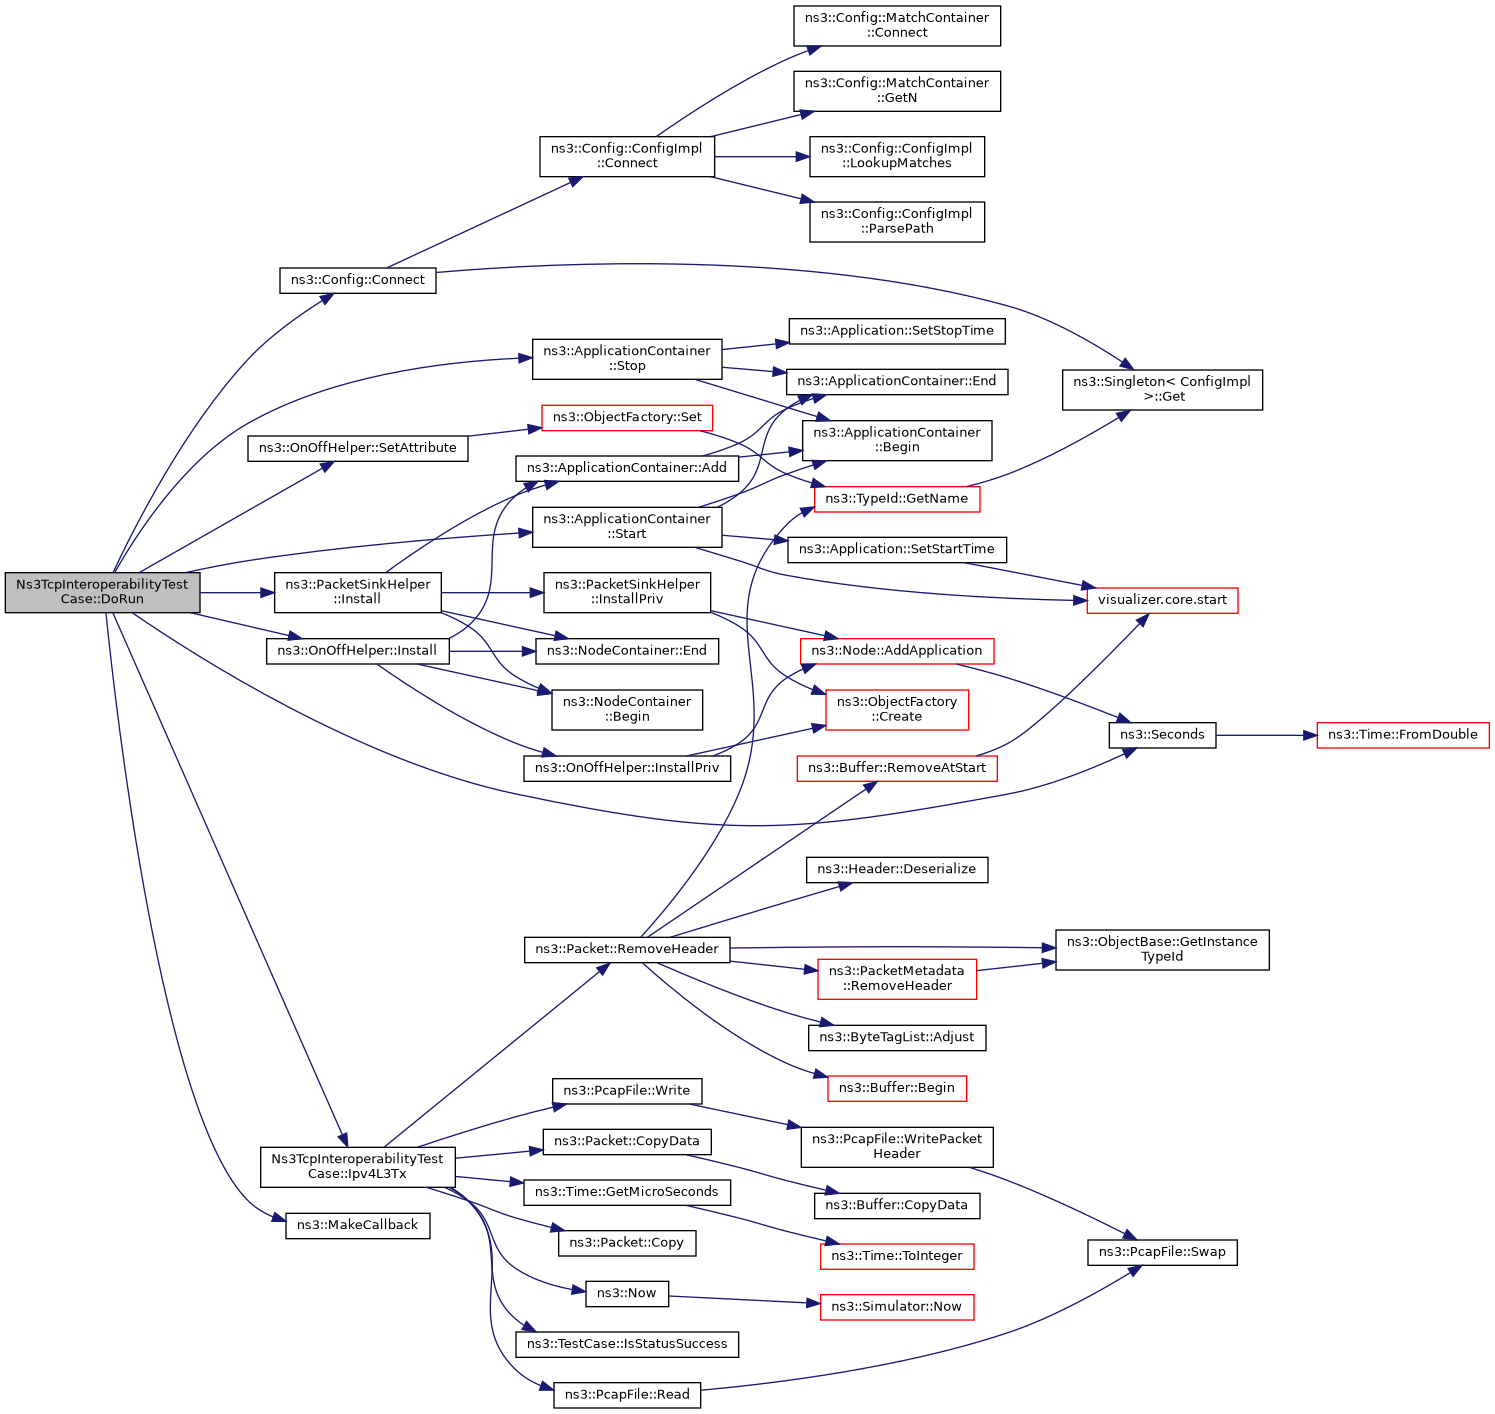 ns3::Config::MatchContainer
::Connect
ns3::Config::MatchContainer
::GetN
ns3::Config::ConfigImpl
::Connect
ns3::Config::ConfigImpl
::LookupMatches
ns3::Config::ConfigImpl
::ParsePath
ns3::Config::Connect
ns3::Application::SetStopTime
ns3::ApplicationContainer
::Stop
ns3::ApplicationContainer::End
ns3::Singleton< ConfigImpl
>::Get
ns3::ObjectFactory::Set
ns3::OnOffHelper::SetAttribute
ns3::ApplicationContainer
::Begin
ns3::ApplicationContainer::Add
ns3::TypeId::GetName
ns3::ApplicationContainer
::Start
ns3::Application::SetStartTime
Ns3TcpInteroperabilityTest
Case::DoRun
ns3::PacketSinkHelper
::Install
ns3::PacketSinkHelper
::InstallPriv
visualizer.core.start
ns3::OnOffHelper::Install
ns3::NodeContainer::End
ns3::Node::AddApplication
ns3::NodeContainer
::Begin
ns3::ObjectFactory
::Create
ns3::Seconds
ns3::Time::FromDouble
ns3::OnOffHelper::InstallPriv
ns3::Buffer::RemoveAtStart
ns3::Header::Deserialize
ns3::Packet::RemoveHeader
ns3::ObjectBase::GetInstance
TypeId
ns3::PacketMetadata
::RemoveHeader
ns3::ByteTagList::Adjust
ns3::Buffer::Begin
ns3::PcapFile::Write
ns3::Packet::CopyData
ns3::PcapFile::WritePacket
Header
Ns3TcpInteroperabilityTest
Case::Ipv4L3Tx
ns3::Time::GetMicroSeconds
ns3::Buffer::CopyData
ns3::MakeCallback
ns3::Packet::Copy
ns3::Time::ToInteger
ns3::PcapFile::Swap
ns3::Now
ns3::Simulator::Now
ns3::TestCase::IsStatusSuccess
ns3::PcapFile::Read